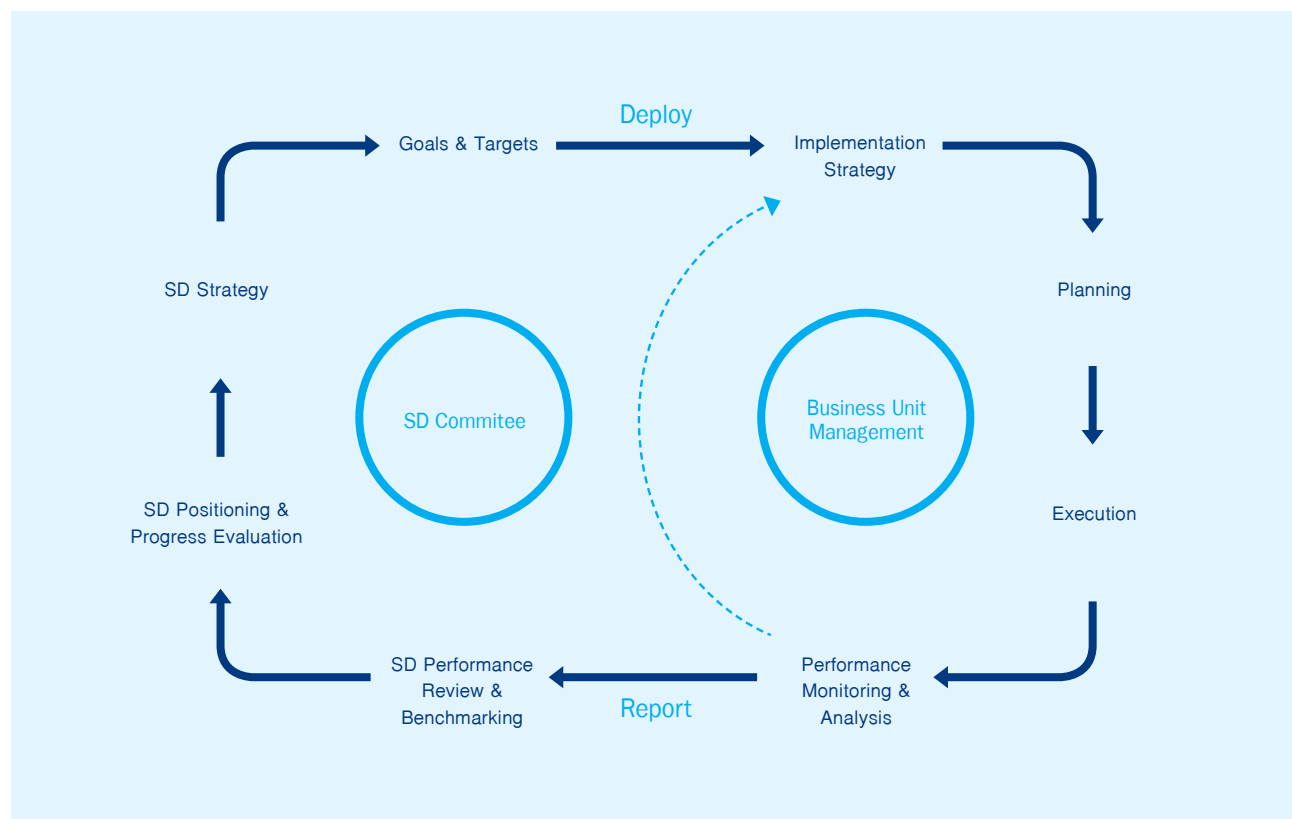 Deploy
Goals & Targets
Implementation
Strategy
SD Strategy
Planning
SD Commitee
Business Unit
Management
SD Positioning &
Progress Evaluation
Execution
SD Performance
Review &
Benchmarking
Report
Performance
Monitoring &
Analysis